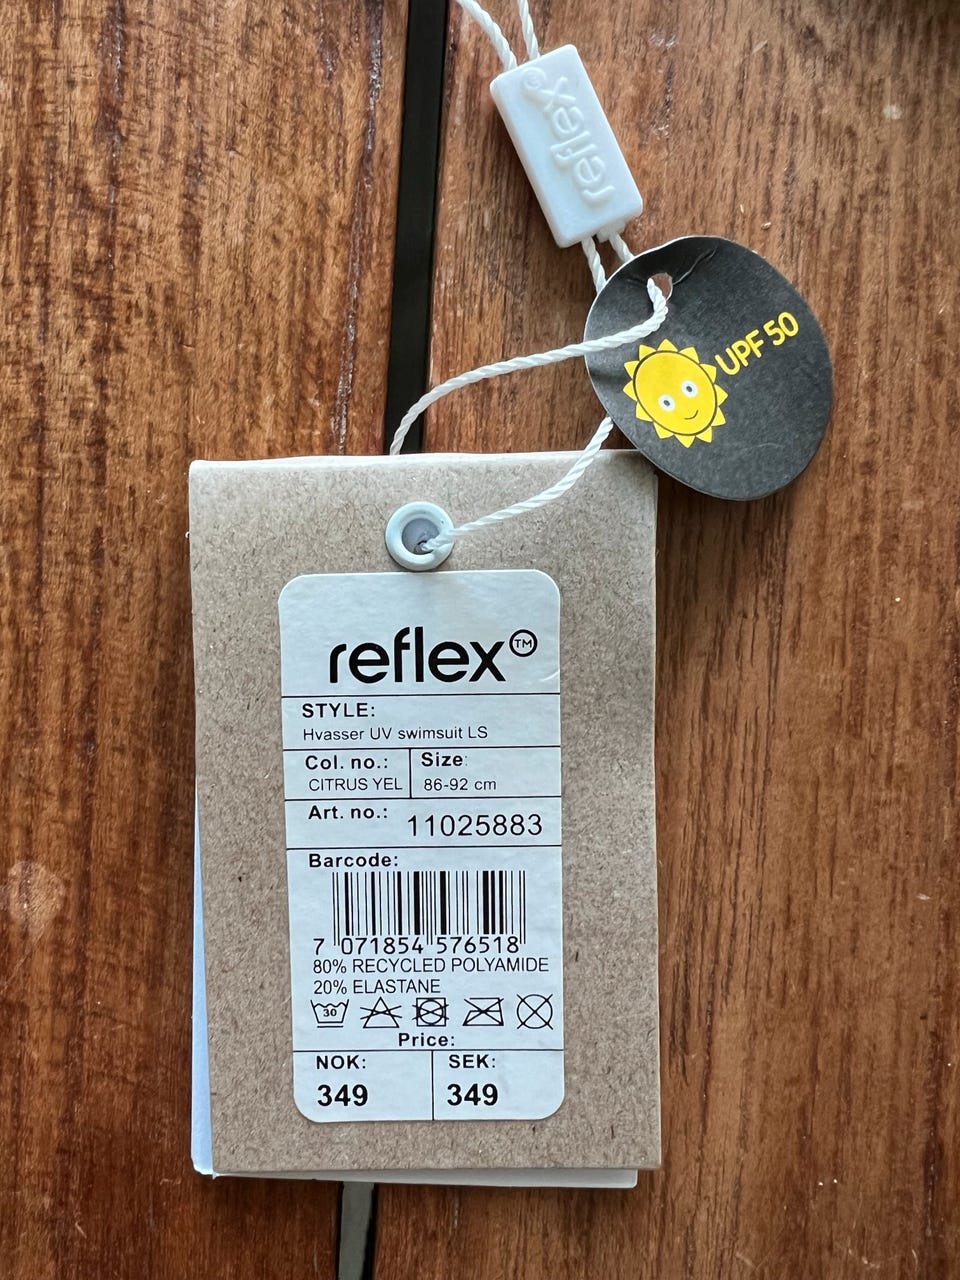 reflex
UPF 50
reflex™
STYLE:
Hvasser UV swimsuit LS
Col. no.: Size:
CITRUS YEL 86-92 cm
Art. no.: 11025883
Barcode:
7 071854 576518
80% RECYCLED POLYAMIDE
20% ELASTANE
30
Price:
NOK: SEK:
349 349